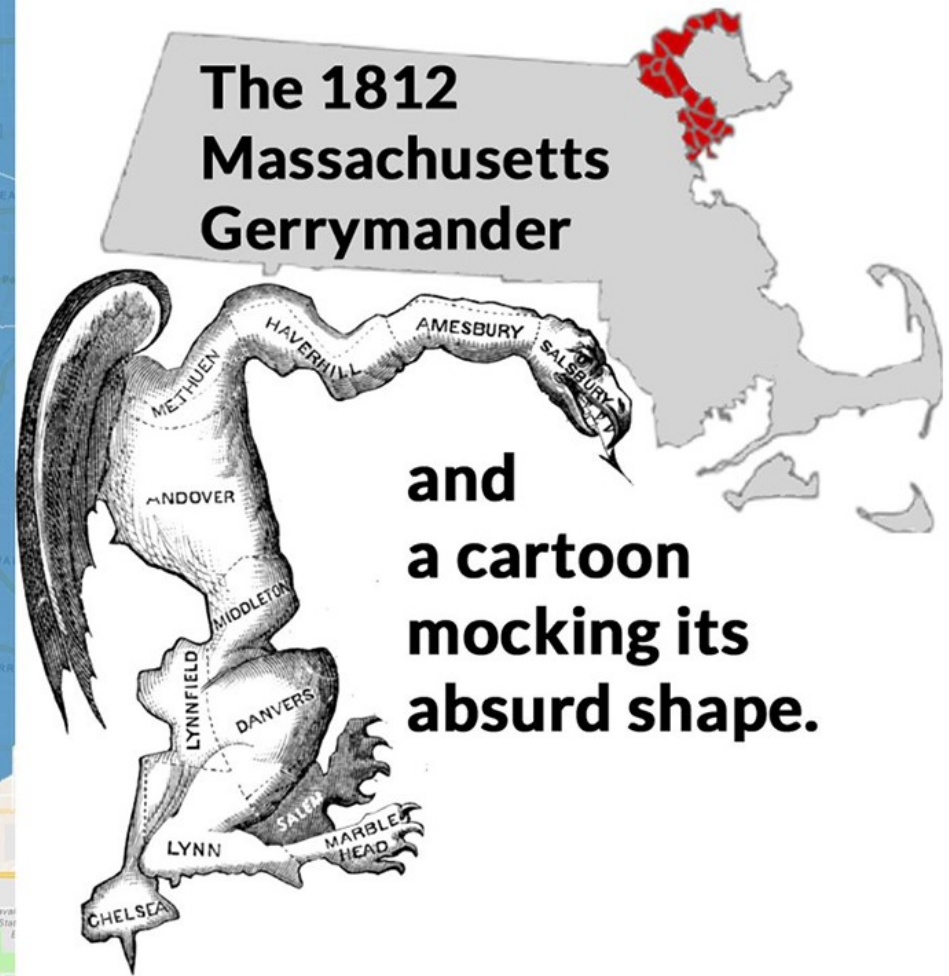 The 1812
Massachusetts
Gerrymander
METHUEN
HAVERHILL
AMESBURY
SALSBURY
ANDOVER
and
a cartoon
mocking its
absurd shape.
MIDDLETON
LYNNFIELD
DANVERS
SALEM
LYNN
MARBLE
HEAD
CHELSEA